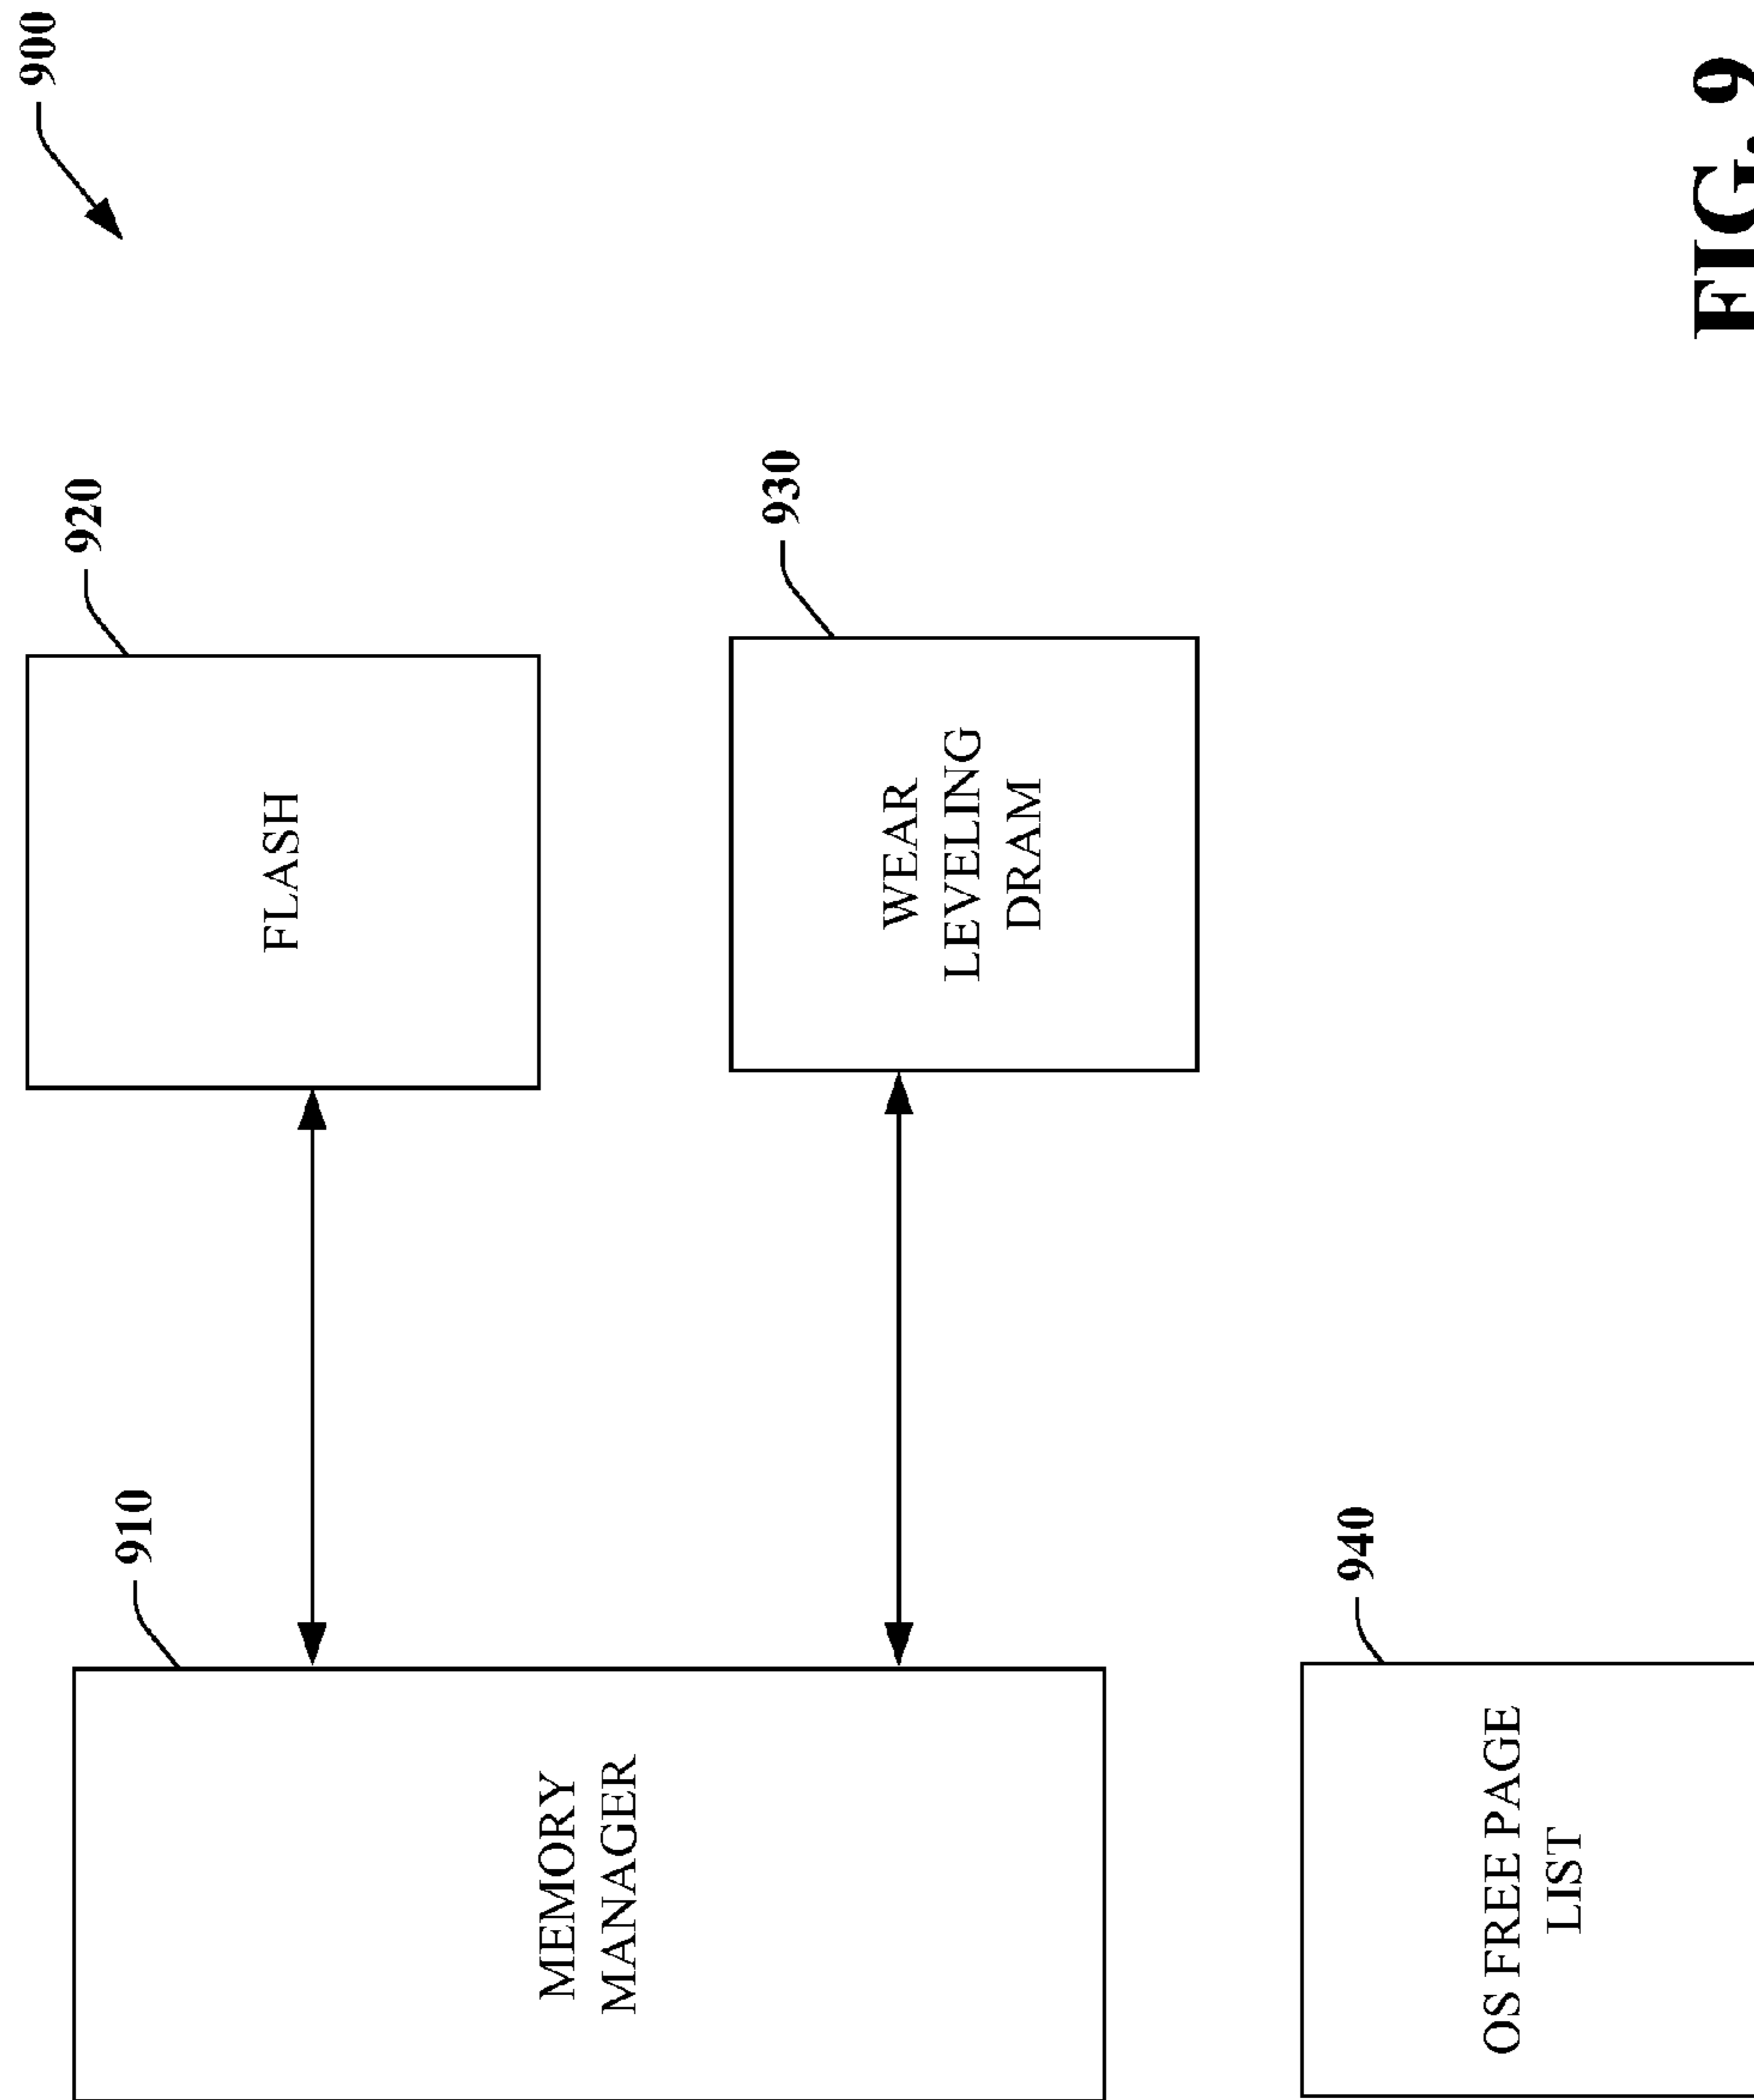 900
910
MEMORY
MANAGER
920
FLASH
930
WEAR
LEVELING
DRAM
940
OS FREE PAGE
LIST
FIG. 9